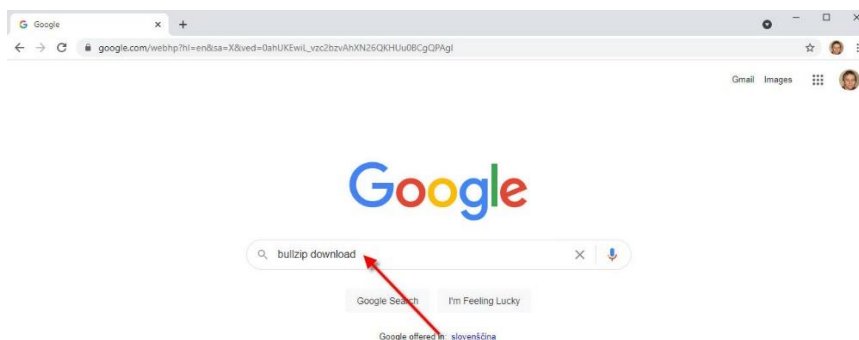 Google
google.com/webhp?hl=en&sa=X&ved=0ahUKEwiL_vzc2bzvAhXN26QKHUu0BCgQPAgI
Gmail Images
Google
bullzip download
Google Search I'm Feeling Lucky
Google offered in: slovenščina